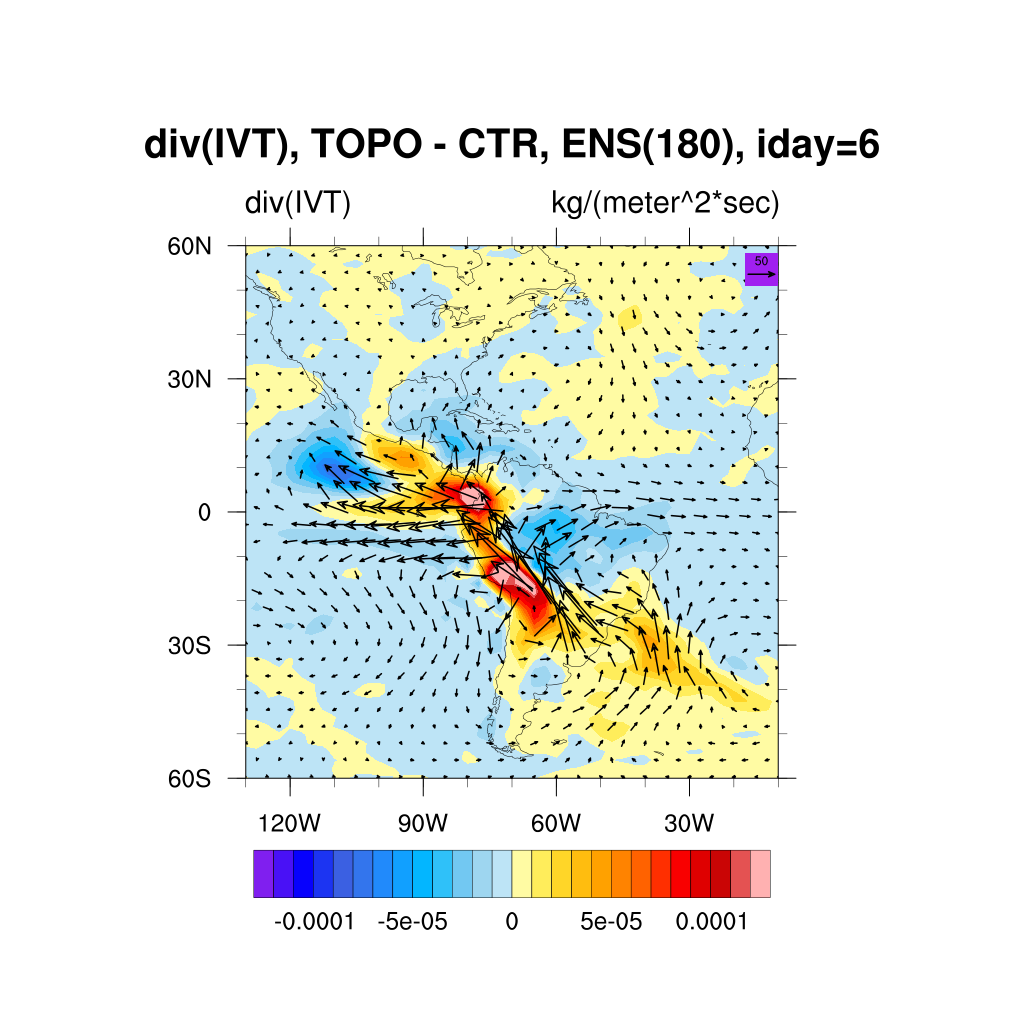 div(IVT), TOPO - CTR, ENS(180), iday=6
div(IVT) kg/(meter^2*sec)
60N
50
30N
0
30S
60S
120W 90W 60W 30W
-0.0001 -5e-05 0 5e-05 0.0001